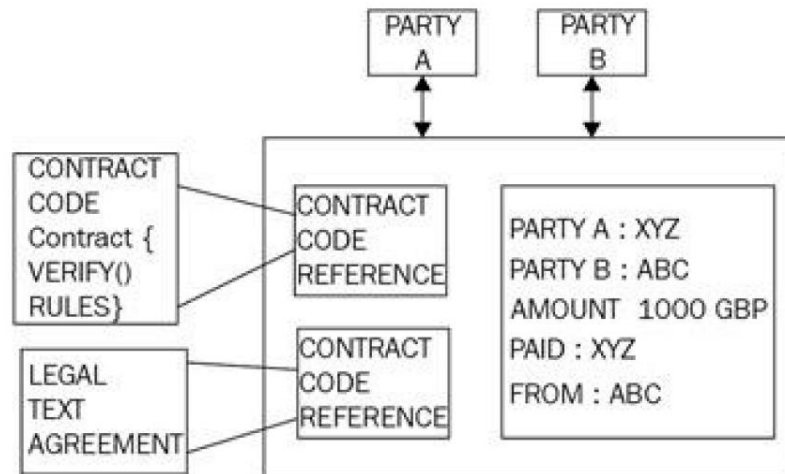 PARTY
A
PARTY
B
CONTRACT
CODE
Contract {
VERIFY()
RULES}
CONTRACT
CODE
REFERENCE
PARTY A : XYZ
PARTY B : ABC
AMOUNT 1000 GBP
PAID : XYZ
FROM : ABC
LEGAL
TEXT
AGREEMENT
CONTRACT
CODE
REFERENCE